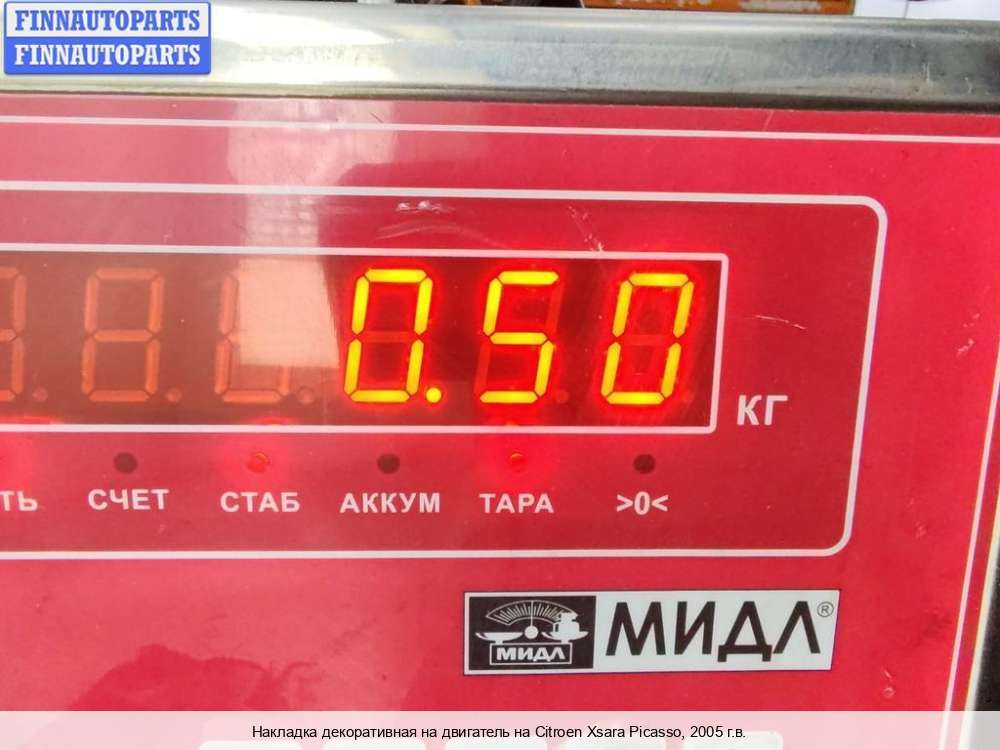 FINNAUTOPARTS
FINNAUTOPARTS
0.50
КГ
ТЬ СЧЕТ СТАБ АККУМ ТАРА >0<
МИДЛ МИДЛ®
Накладка декоративная на двигатель на Citroen Xsara Picasso, 2005 г.в.